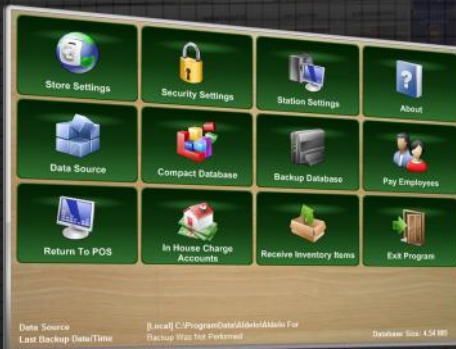 Store Settings
Security Settings
Station Settings
About
Data Source
Compact Database
Backup Database
Pay Employees
Return To POS
In House Charge
Accounts
Receive Inventory Items
Exit Program
Data Source
[Local] C:\ProgramData\Aldelo\Aldelo For
Last Backup Date/Time
Backup Was Not Performed
Database Size: 4.54 MB